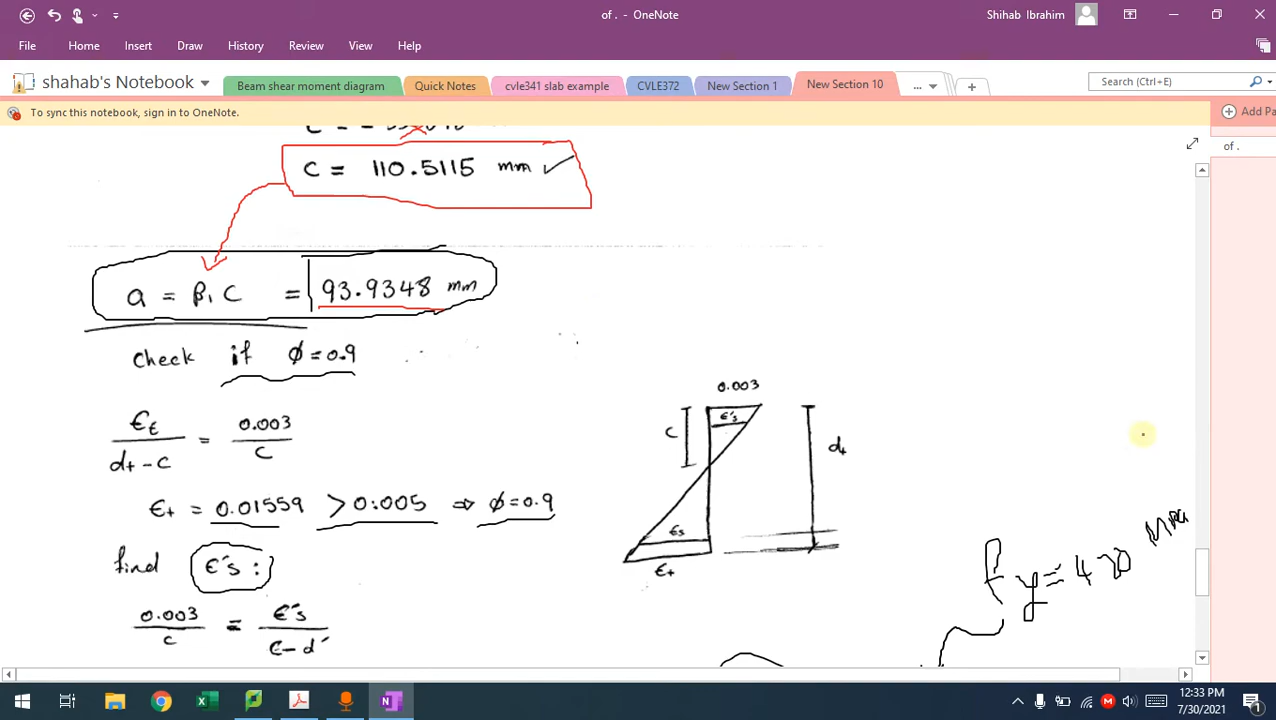 of . - OneNote
Shihab Ibrahim
File Home Insert Draw History Review View Help
shahab's Notebook
Beam shear moment diagram
Quick Notes
cvle341 slab example
CVLE372
New Section 1
New Section 10
...
Search (Ctrl+E)
To sync this notebook, sign in to OneNote.
Add Pa
of .
C = 110.5115 mm ✓
a = β₁ C = 93.9348 mm
Check if ϕ=0.9
ϵt / dt - c = 0.003 / c
ϵt = 0.01559 > 0.005 ⇒ ϕ=0.9
find ϵ's :
0.003 / c = ϵ's / c - d'
0.003
ϵ's
c
dt
ϵs
ϵt
fy = 420 MPa
12:33 PM
7/30/2021